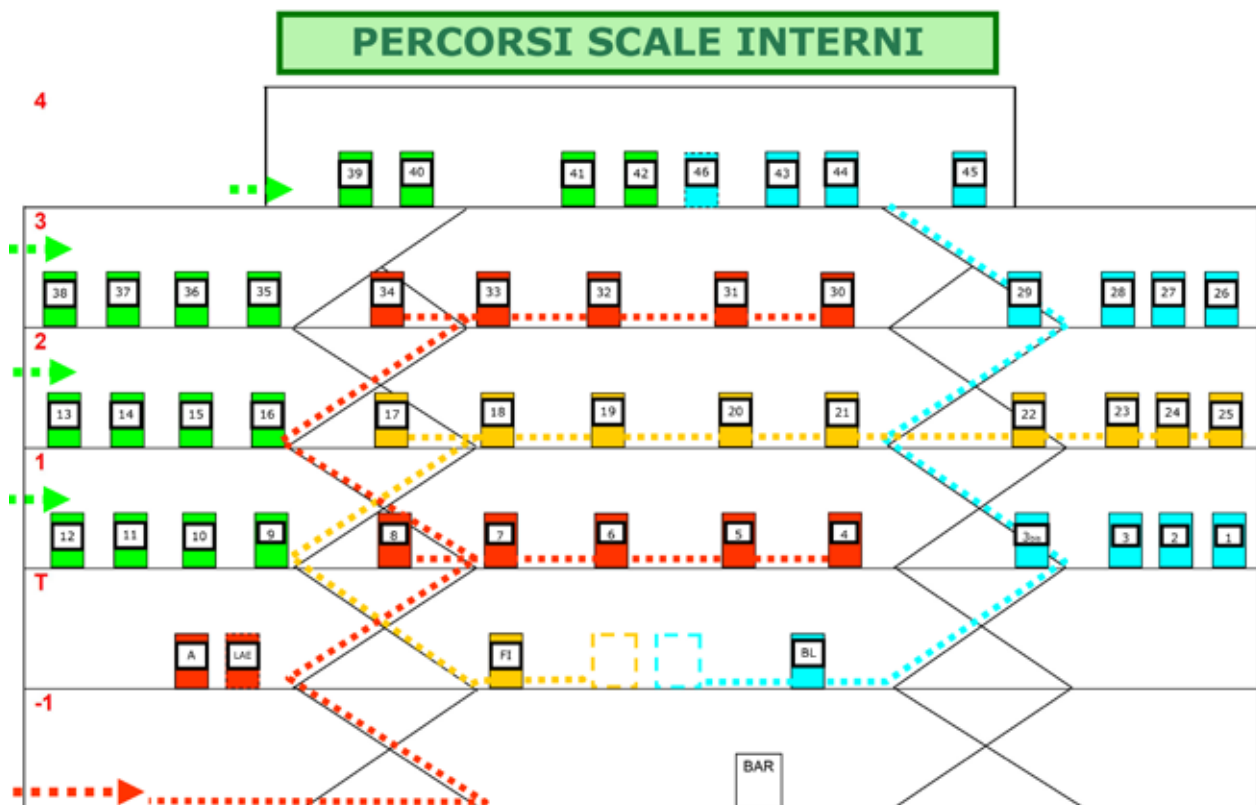 PERCORSI SCALE INTERNI
4
39 40 41 42 46 43 44 45
3
38 37 36 35 34 33 32 31 30 29 28 27 26
2
13 14 15 16 17 18 19 20 21 22 23 24 25
1
12 11 10 9 8 7 6 5 4 3bis 3 2 1
T
A LAE FI BL
-1
BAR